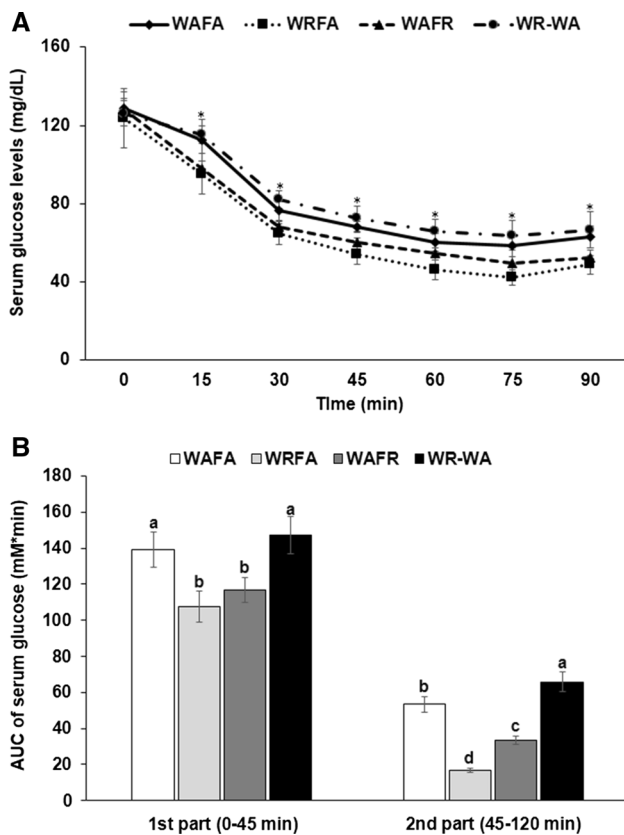 A
WAFA WRFA WAFR WR-WA
Serum glucose levels (mg/dL)
160
120
80
40
0
* * * * * *
0 15 30 45 60 75 90
TIme (min)
B
WAFA WRFA WAFR WR-WA
AUC of serum glucose (mM*min)
180
160
140
120
100
80
60
40
20
0
a b b a b d c a
1st part (0-45 min) 2nd part (45-120 min)